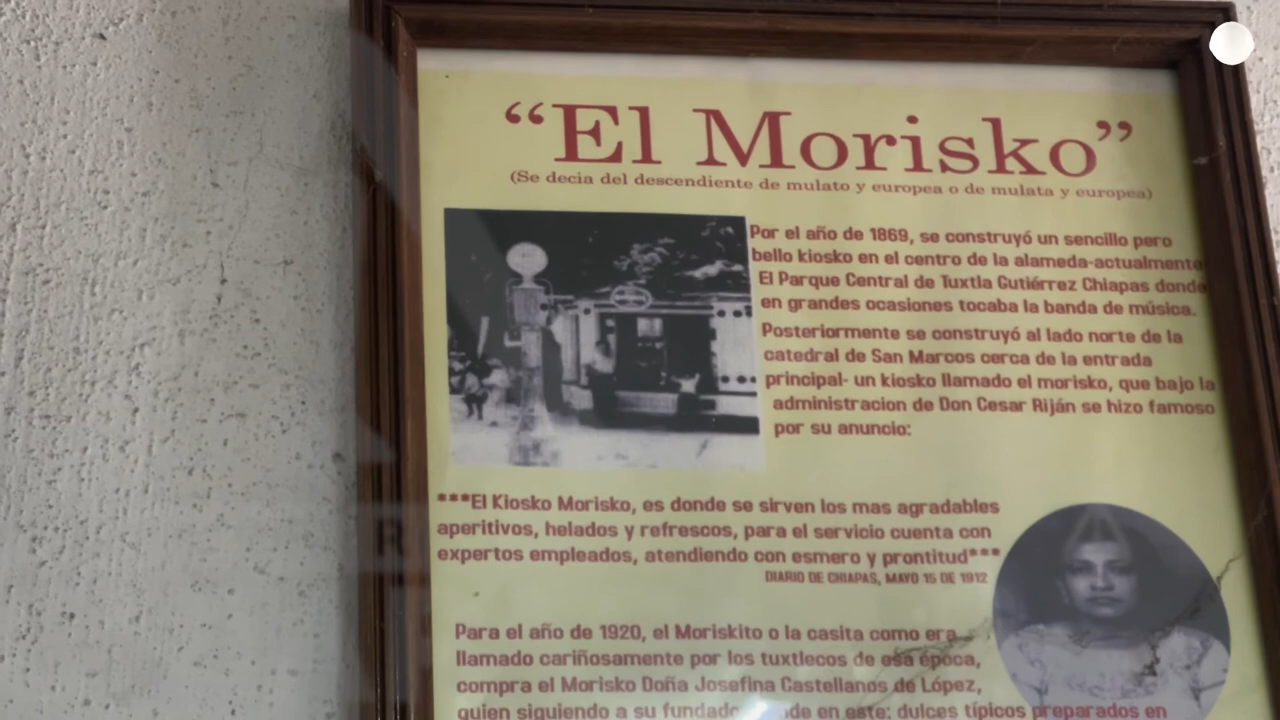 “El Morisko”
(Se decia del descendiente de mulato y europea o de mulata y europea)
Por el año de 1869, se construyó un sencillo pero
bello kiosko en el centro de la alameda-actualmente
El Parque Central de Tuxtla Gutiérrez Chiapas donde
en grandes ocasiones tocaba la banda de música.
Posteriormente se construyó al lado norte de la
catedral de San Marcos cerca de la entrada
principal- un kiosko llamado el morisko, que bajo la
administracion de Don Cesar Riján se hizo famoso
por su anuncio:
***El Kiosko Morisko, es donde se sirven los mas agradables
aperitivos, helados y refrescos, para el servicio cuenta con
expertos empleados, atendiendo con esmero y prontitud***
DIARIO DE CHIAPAS, MAYO 15 DE 1912
Para el año de 1920, el Moriskito o la casita como era
llamado cariñosamente por los tuxtlecos de esa época,
compra el Morisko Doña Josefina Castellanos de López,
quien siguiendo a su en este: dulces típicos preparados en